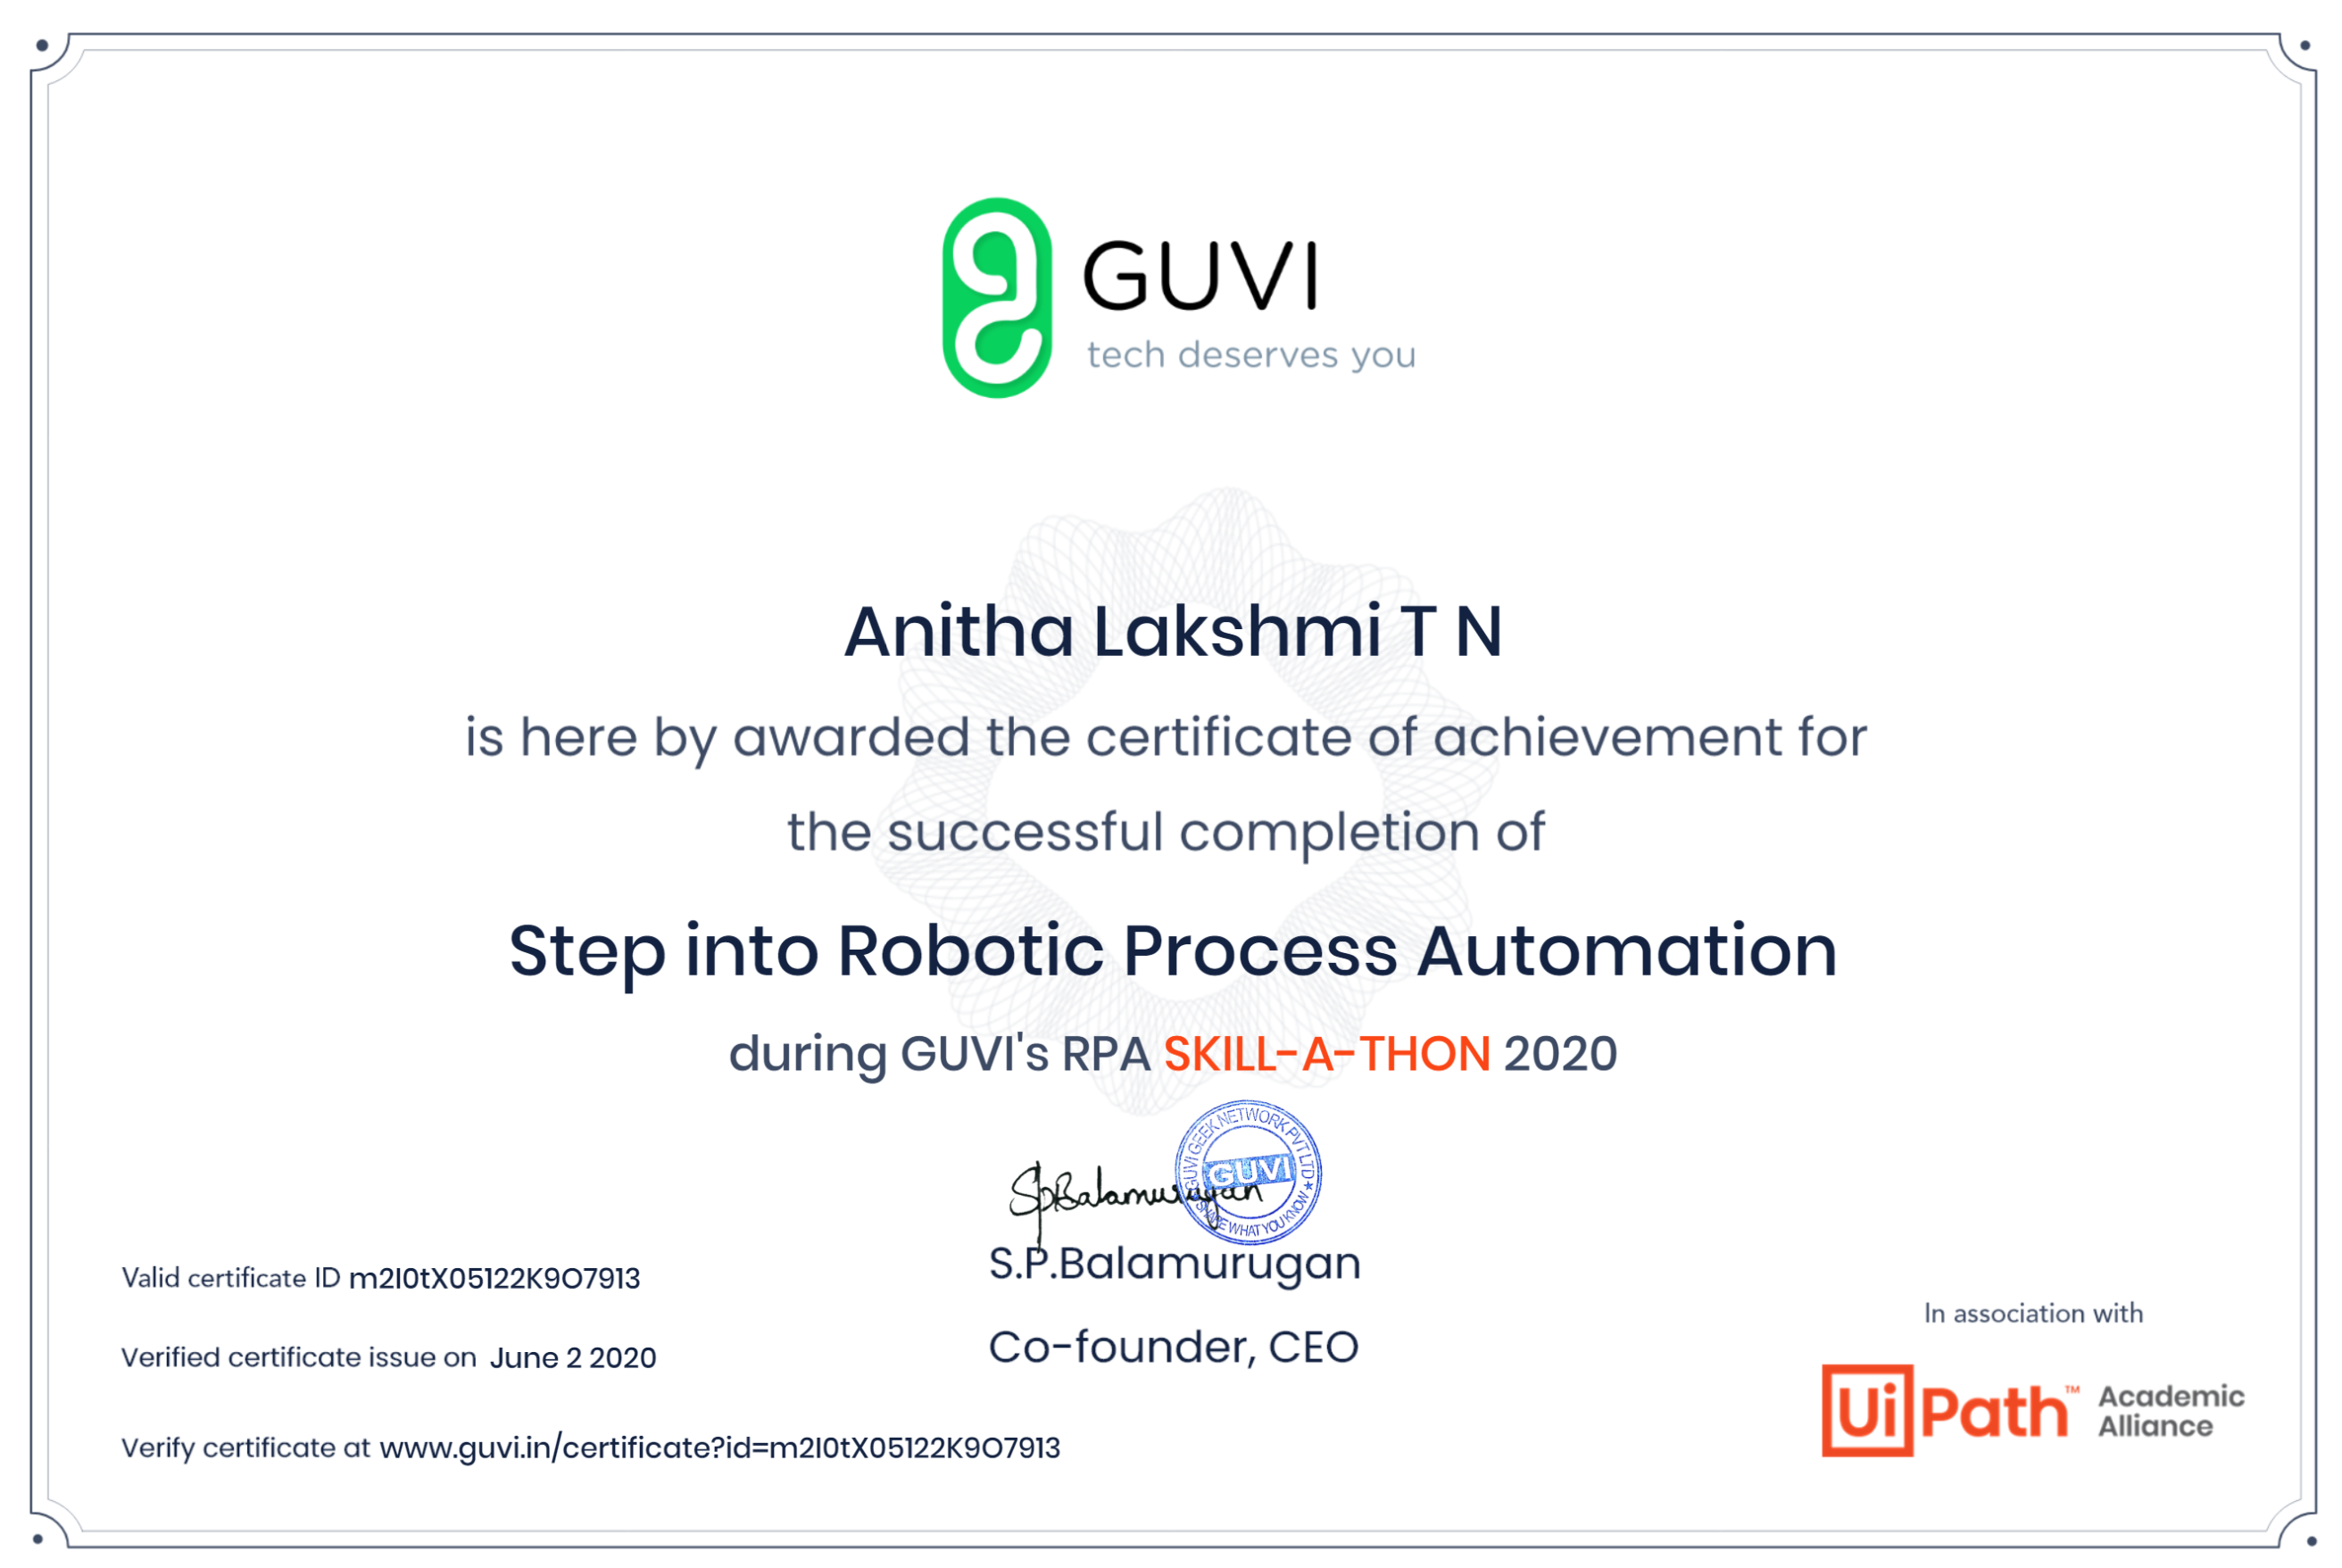 GUVI
tech deserves you
Anitha Lakshmi T N
is here by awarded the certificate of achievement for
the successful completion of
Step into Robotic Process Automation
during GUVI's RPA SKILL-A-THON 2020
GUVI GEEK NETWORK PVT LTD
GUVI
SHARE WHAT YOU KNOW
S.P.Balamurugan
S.P.Balamurugan
Co-founder, CEO
Valid certificate ID m2I0tX05122K9O7913
Verified certificate issue on June 2 2020
Verify certificate at www.guvi.in/certificate?id=m2I0tX05122K9O7913
In association with
UiPath™ Academic
Alliance